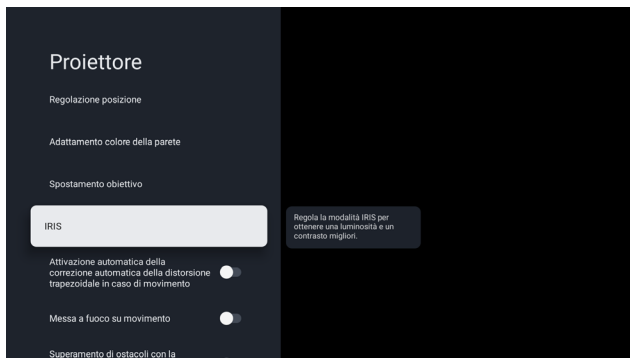 Proiettore
Regolazione posizione
Adattamento colore della parete
Spostamento obiettivo
IRIS
Regola la modalità IRIS per
ottenere una luminosità e un
contrasto migliori.
Attivazione automatica della
correzione automatica della distorsione
trapezoidale in caso di movimento
Messa a fuoco su movimento
Superamento di ostacoli con la